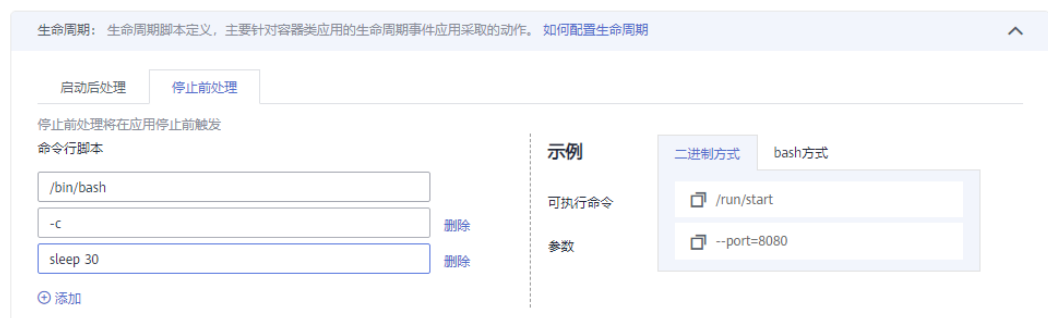 生命周期： 生命周期脚本定义，主要针对容器类应用的生命周期事件应用采取的动作。 如何配置生命周期
启动后处理 停止前处理
停止前处理将在应用停止前触发
命令行脚本
/bin/bash
-c 删除
sleep 30 删除
添加
示例 二进制方式 bash方式
可执行命令 /run/start
参数 --port=8080